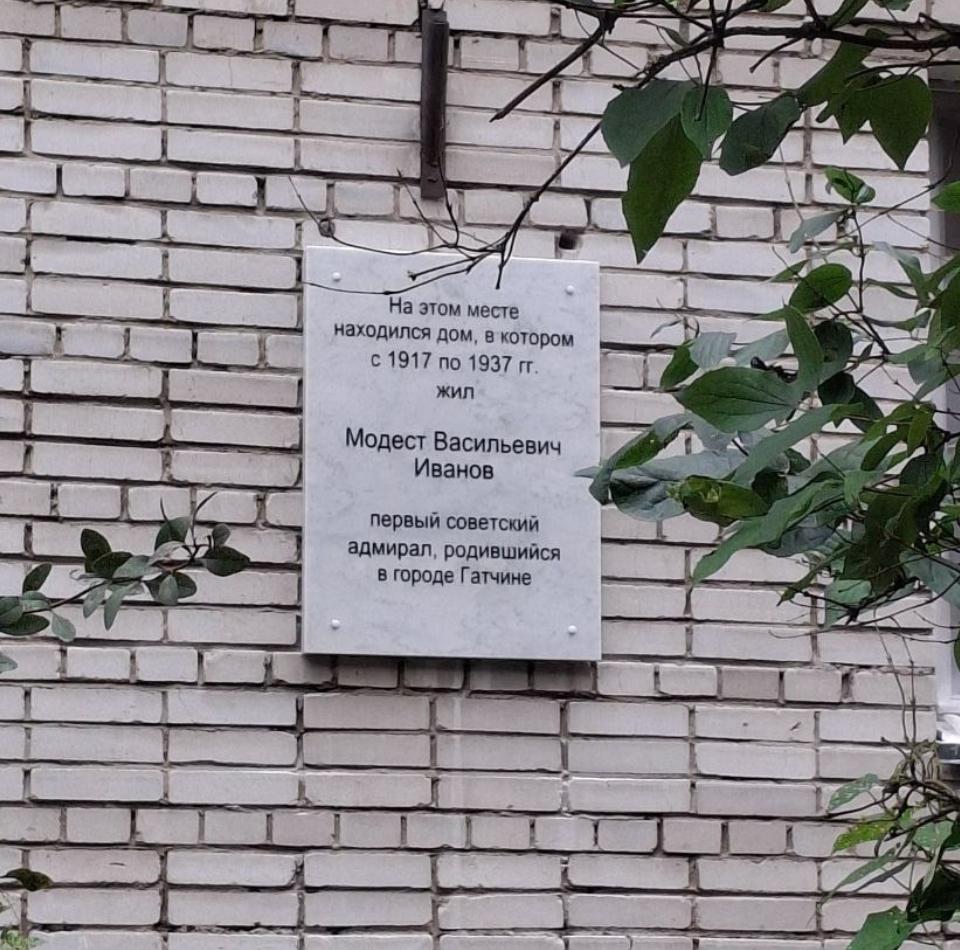 На этом месте
находился дом, в котором
с 1917 по 1937 гг.
жил
Модест Васильевич
Иванов
первый советский
адмирал, родившийся
в городе Гатчине